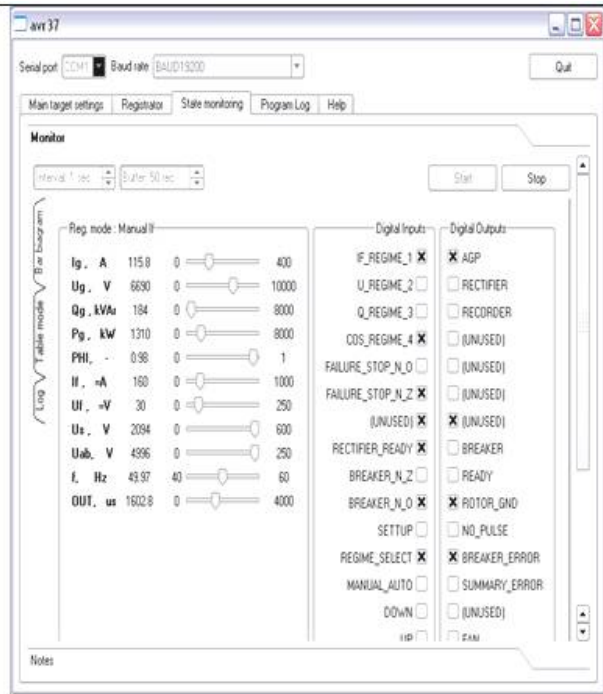 avr37
Serial port COM1 Baud rate BAUD19200 Quit
Main target settings Registrator State monitoring Program Log Help
Monitor
Interval 1 sec Buffer 50 rec Start Stop
Bar Diagram
Table mode
Log
Reg. mode : Manual If
Ig, A 115.8 0 400
Ug, V 6690 0 10000
Qg, kVAr 184 0 8000
Pg, kW 1310 0 8000
PHI, - 0.98 0 1
If, =A 160 0 1000
Uf, =V 30 0 250
Us, V 2094 0 600
Uab, V 4996 0 250
f, Hz 49.97 40 60
OUT, us 1602.8 0 4000
Digital Inputs
IF_REGIME_1
U_REGIME_2
Q_REGIME_3
COS_REGIME_4
FAILURE_STOP_N_O
FAILURE_STOP_N_Z
(UNUSED)
RECTIFIER_READY
BREAKER_N_Z
BREAKER_N_O
SETTUP
REGIME_SELECT
MANUAL_AUTO
DOWN
UP
Digital Outputs
AGP
RECTIFIER
RECORDER
(UNUSED)
(UNUSED)
(UNUSED)
(UNUSED)
BREAKER
READY
ROTOR_GND
NO_PULSE
BREAKER_ERROR
SUMMARY_ERROR
(UNUSED)
FAN
Notes